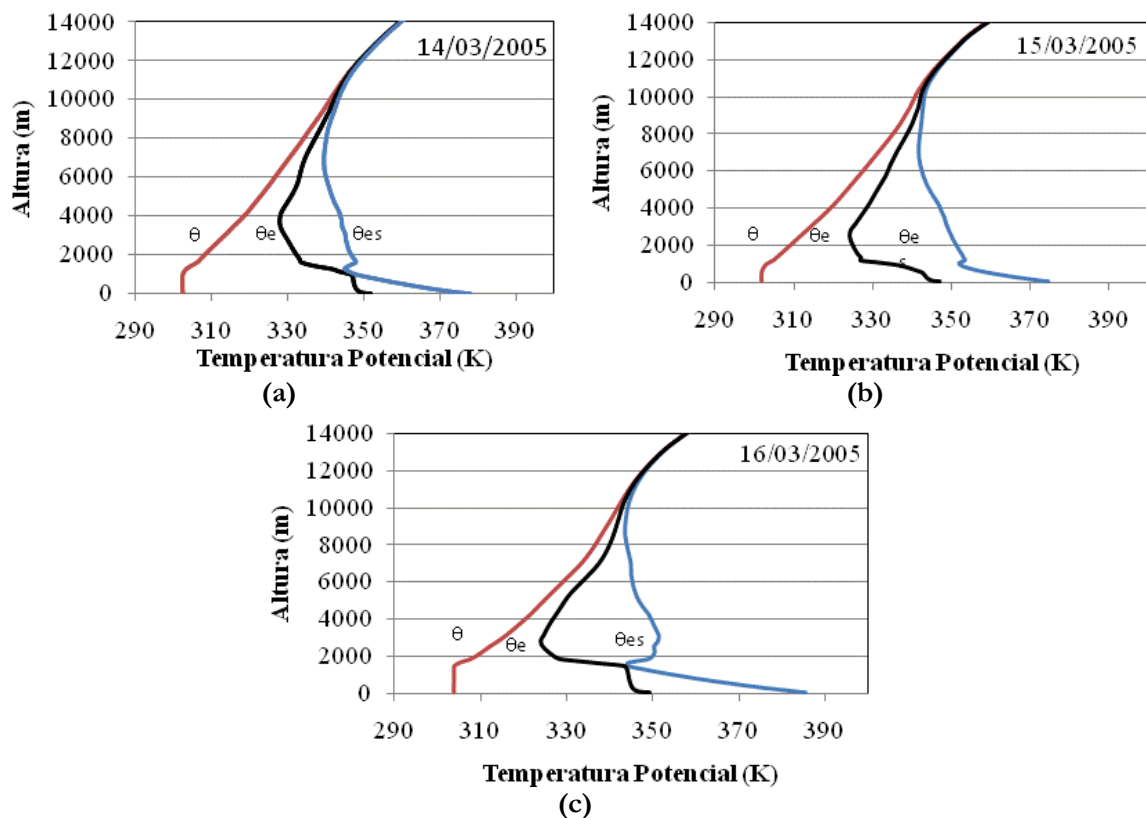 14000
12000
10000
8000
6000
4000
2000
0
Altura (m)
14/03/2005
θ
θe
θes
290 310 330 350 370 390
Temperatura Potencial (K)
(a)
14000
12000
10000
8000
6000
4000
2000
0
Altura (m)
15/03/2005
θ
θe
θe
s
290 310 330 350 370 390
Temperatura Potencial (K)
(b)
14000
12000
10000
8000
6000
4000
2000
0
Altura (m)
16/03/2005
θ
θe
θes
290 310 330 350 370 390
Temperatura Potencial (K)
(c)